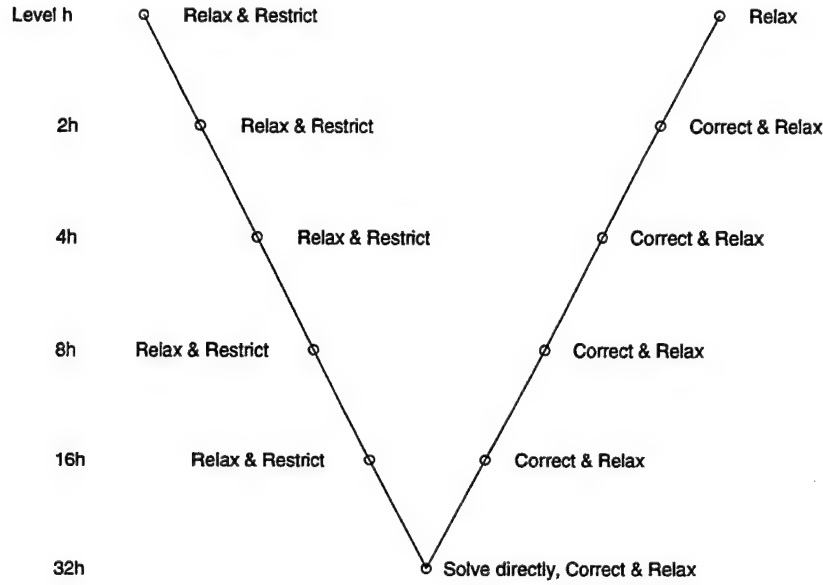 Level h Relax & Restrict Relax
2h Relax & Restrict Correct & Relax
4h Relax & Restrict Correct & Relax
8h Relax & Restrict Correct & Relax
16h Relax & Restrict Correct & Relax
32h Solve directly, Correct & Relax